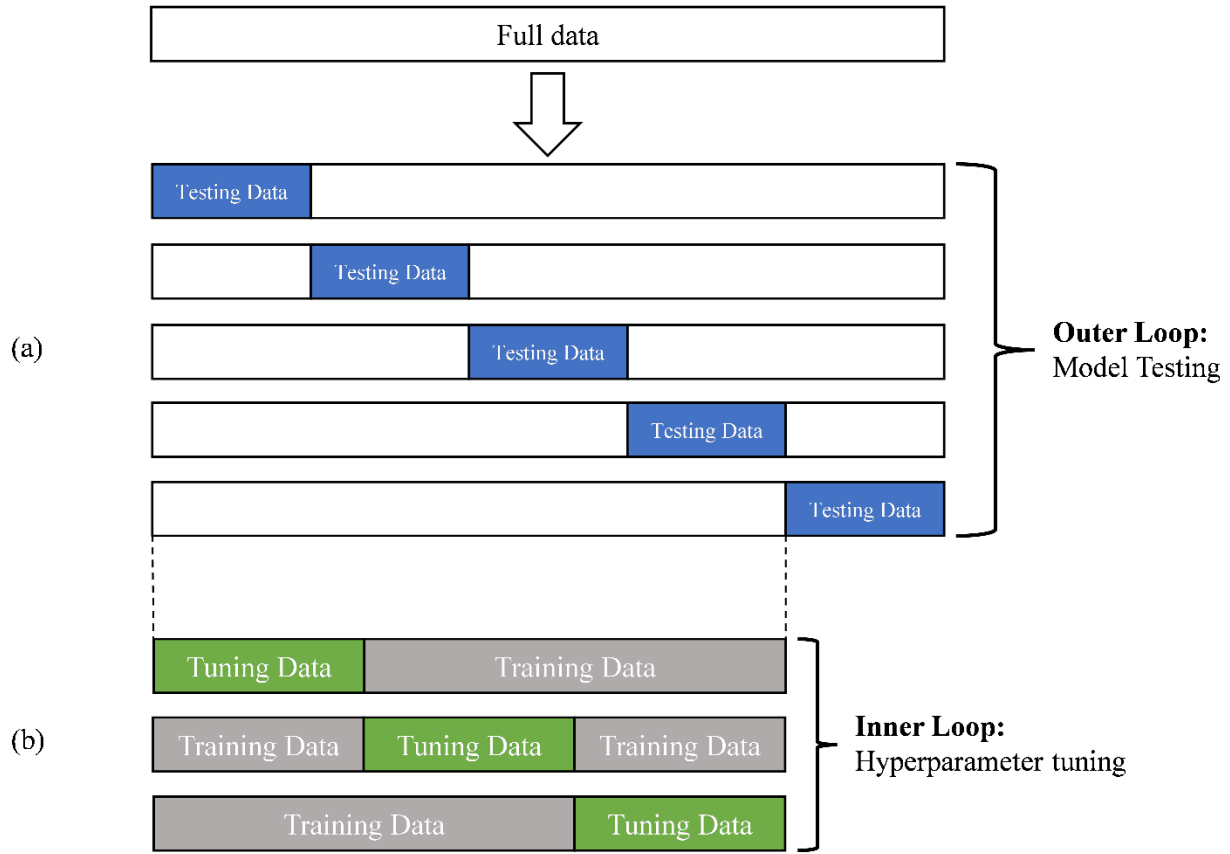 Full data
Testing Data
Testing Data
(a)
Testing Data
Outer Loop:
Model Testing
Testing Data
Testing Data
Tuning Data Training Data
(b)
Training Data Tuning Data Training Data
Inner Loop:
Hyperparameter tuning
Training Data Tuning Data